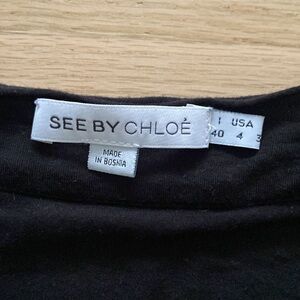 SEE BY CHLOÉ
I USA
40 4 3
MADE
IN BOSNIA